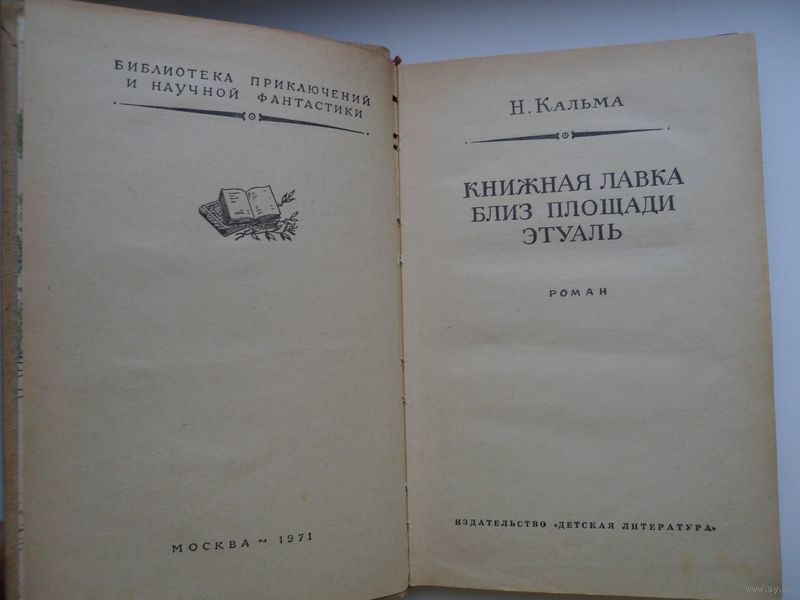 БИБЛИОТЕКА ПРИКЛЮЧЕНИЙ
И НАУЧНОЙ ФАНТАСТИКИ
МОСКВА ~ 1971
Н. КАЛЬМА
КНИЖНАЯ ЛАВКА
БЛИЗ ПЛОЩАДИ
ЭТУАЛЬ
РОМАН
ИЗДАТЕЛЬСТВО «ДЕТСКАЯ ЛИТЕРАТУРА»